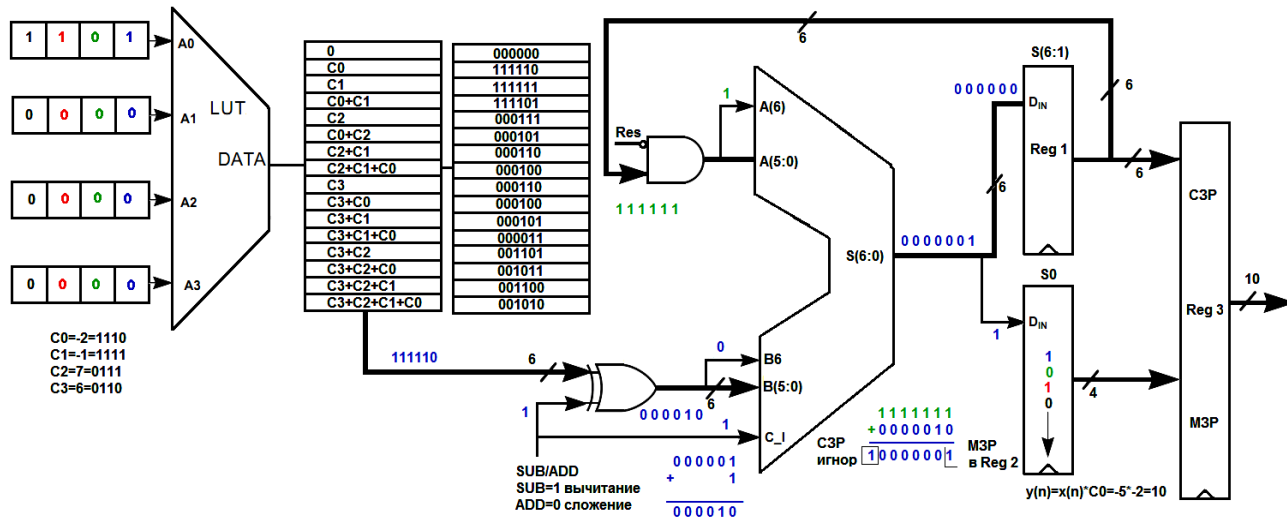 1 1 0 1
0 0 0 0
0 0 0 0
0 0 0 0
A0
A1
A2
A3
LUT
DATA
C0=-2=1110
C1=-1=1111
C2=7=0111
C3=6=0110
0 000000
C0 111110
C1 111111
C0+C1 111101
C2 000111
C0+C2 000101
C2+C1 000110
C2+C1+C0 000100
C3 000110
C3+C0 000100
C3+C1 000101
C3+C1+C0 000011
C3+C2 001101
C3+C2+C0 001011
C3+C2+C1 001100
C3+C2+C1+C0 001010
111110
6
1
000010
6
0
1
SUB/ADD
SUB=1 вычитание
ADD=0 сложение
000001
+ 1
000010
6
Res
1
111111
A(6)
A(5:0)
S(6:0)
B6
B(5:0)
C_I
СЗР
игнор
1111111
+0000010
10000001
МЗР
в Reg 2
0000001
000000
6
1
S(6:1)
DIN
Reg 1
6
6
S0
DIN
1
0
1
0
4
y(n)=x(n)*C0=-5*-2=10
СЗР
Reg 3
МЗР
10